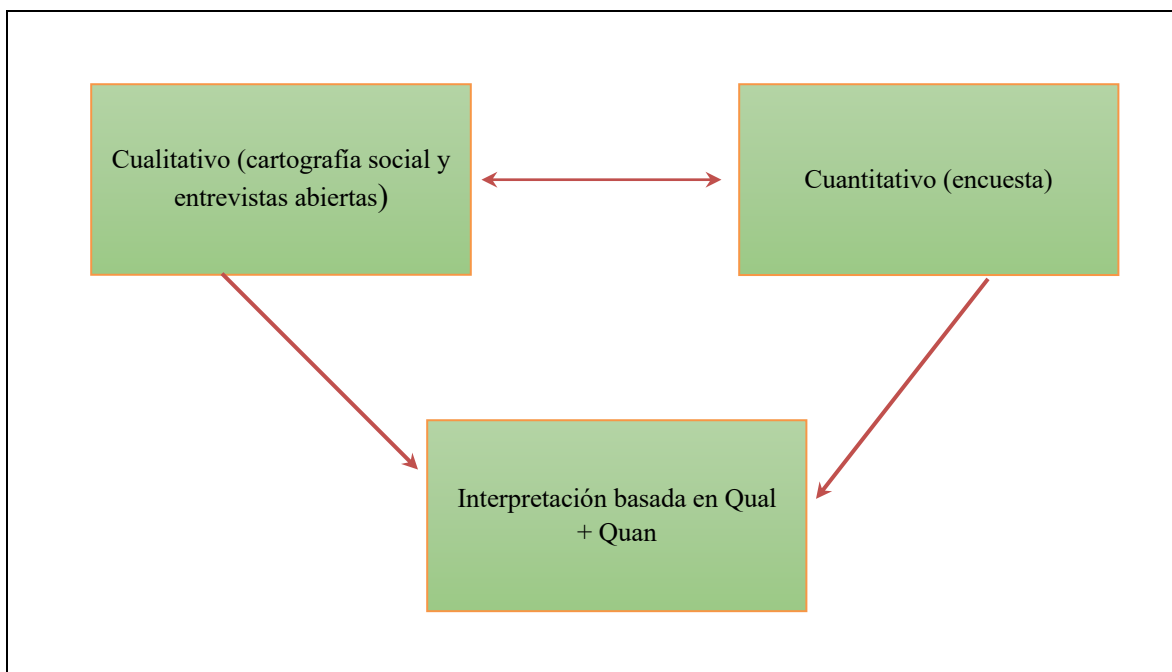 Cualitativo (cartografía social y
entrevistas abiertas)
Cuantitativo (encuesta)
Interpretación basada en Qual
+ Quan